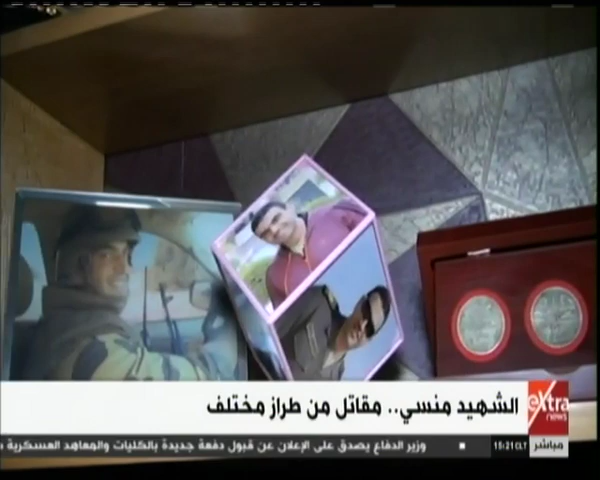 الشهيد منسي.. مقاتل من طراز مختلف
eXtra
news
وزير الدفاع يصدق على الإعلان عن قبول دفعة جديدة بالكليات والمعاهد العسكرية
15:21 CLT
مباشر